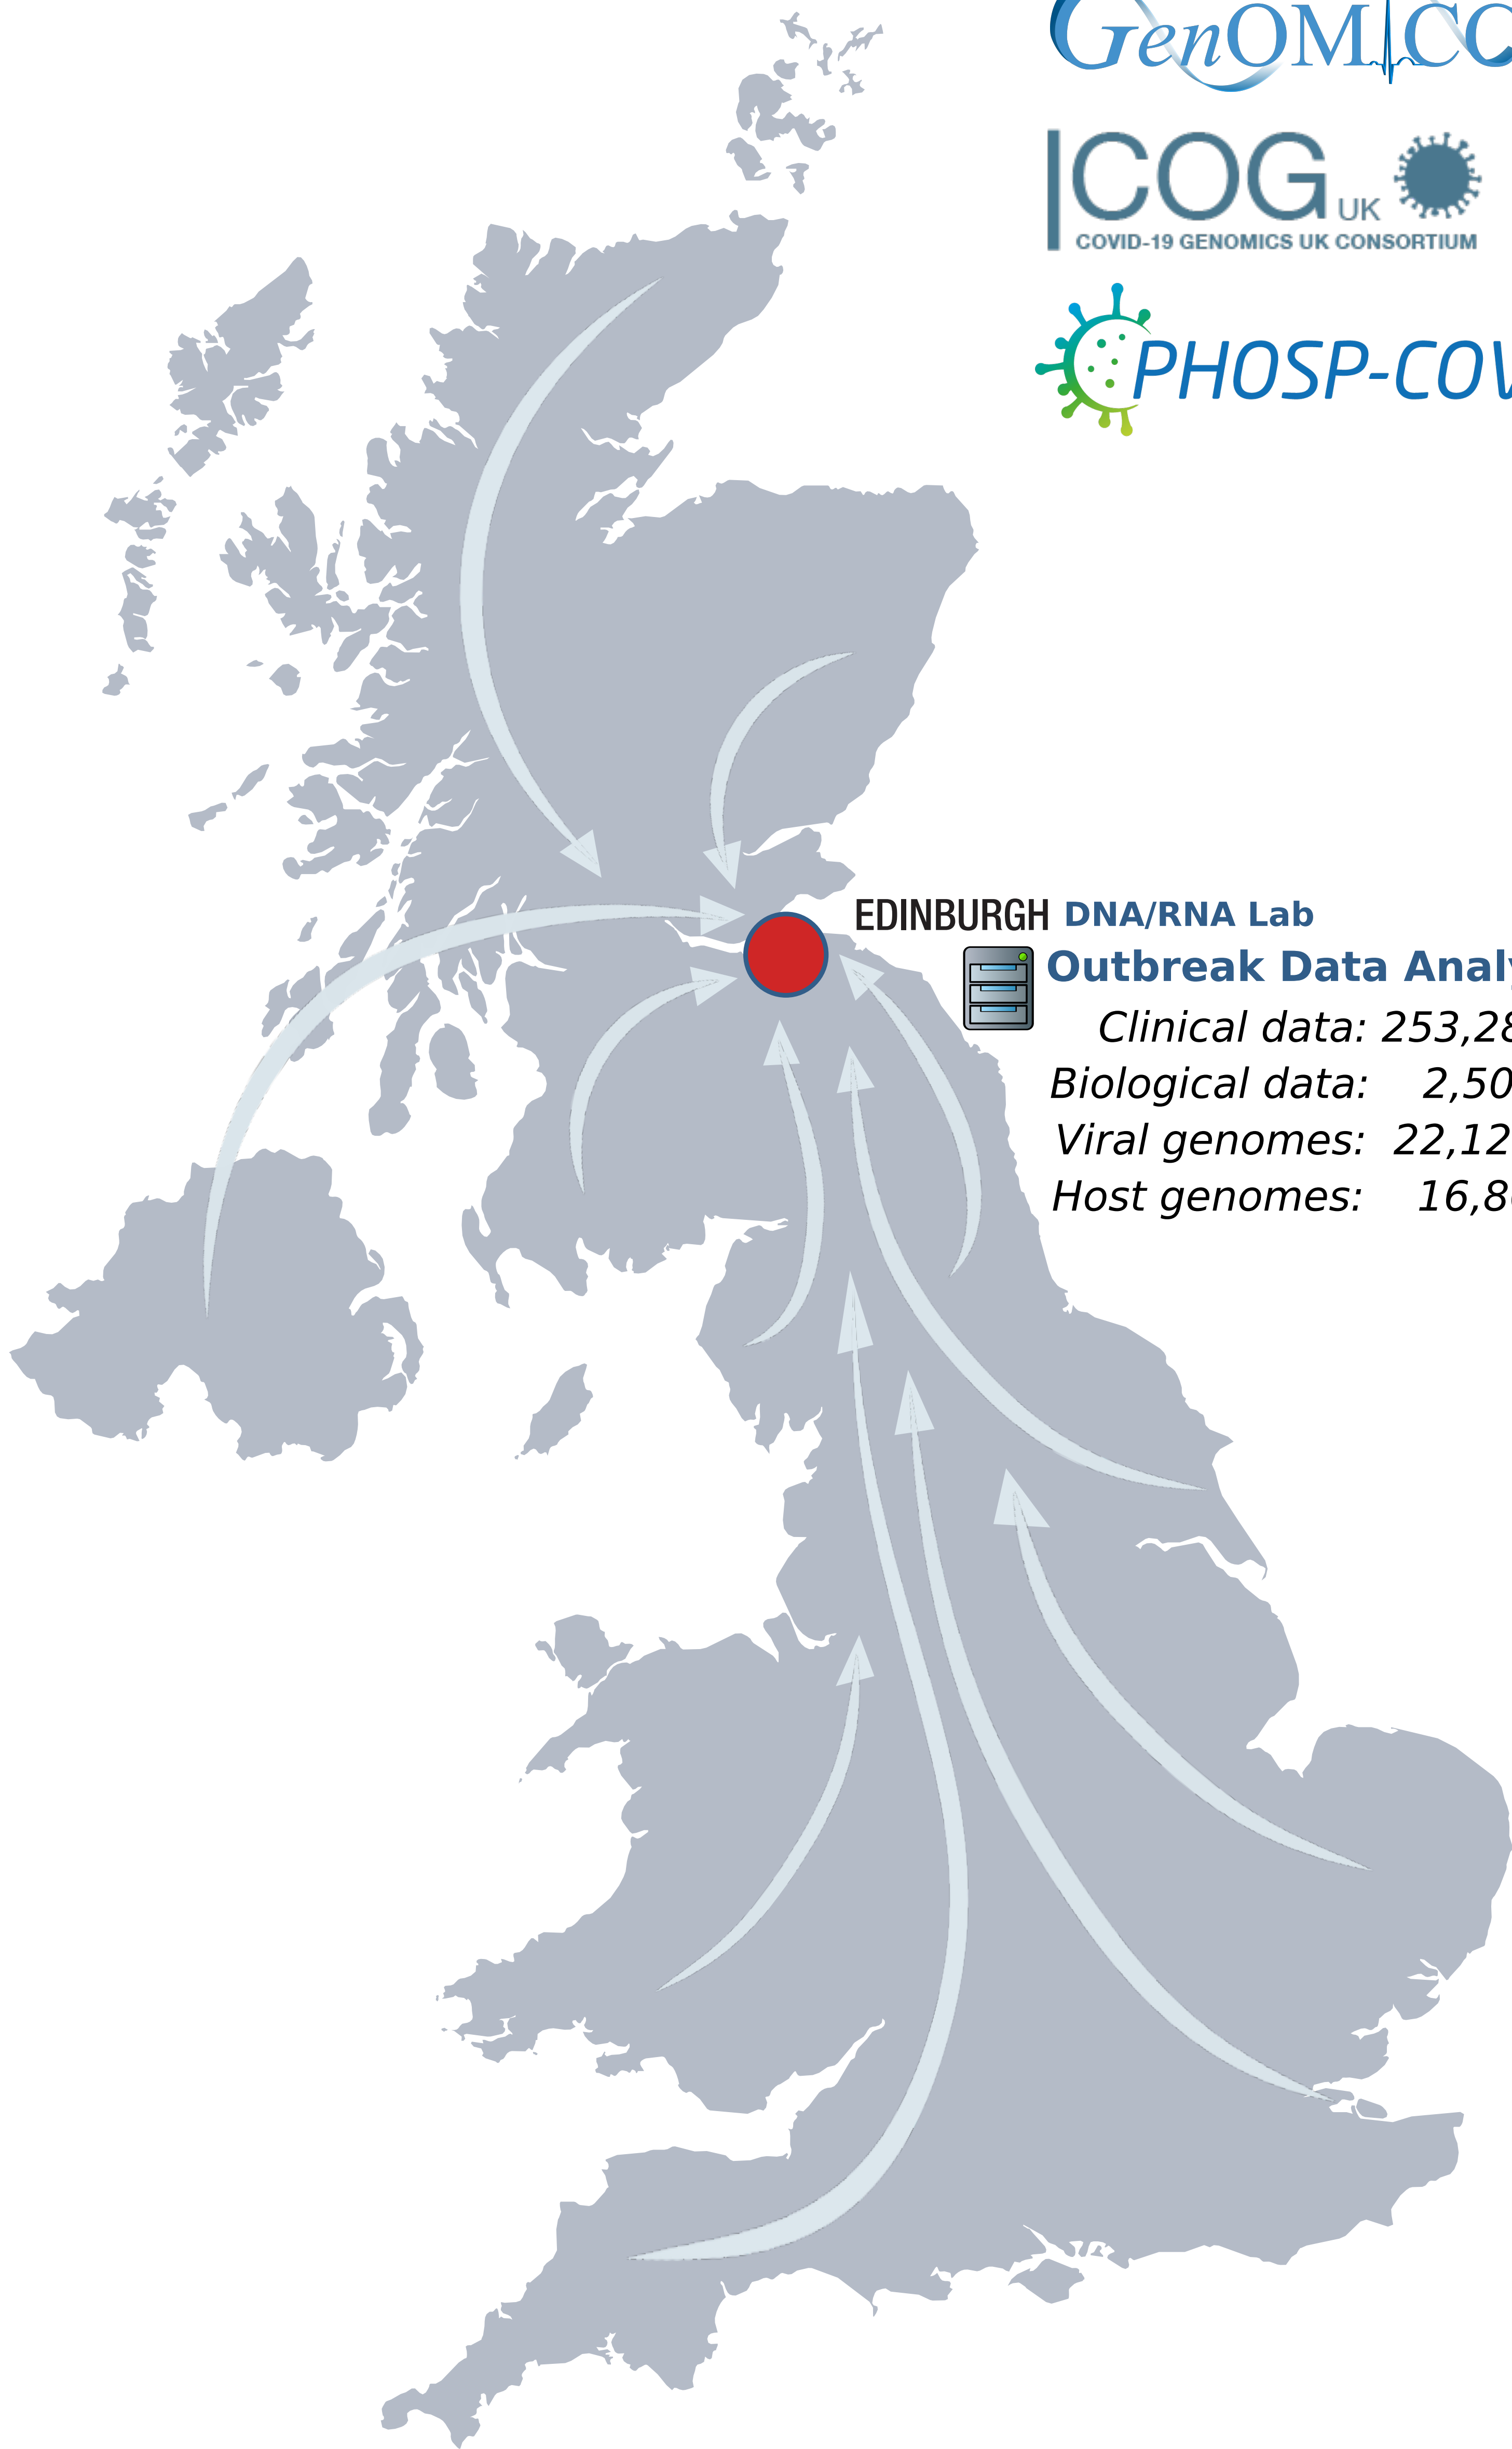 GenOMICC
COG UK
COVID-19 GENOMICS UK CONSORTIUM
PHOSP-COV
EDINBURGH DNA/RNA Lab
Outbreak Data Analy
Clinical data: 253,28
Biological data: 2,50
Viral genomes: 22,12
Host genomes: 16,8